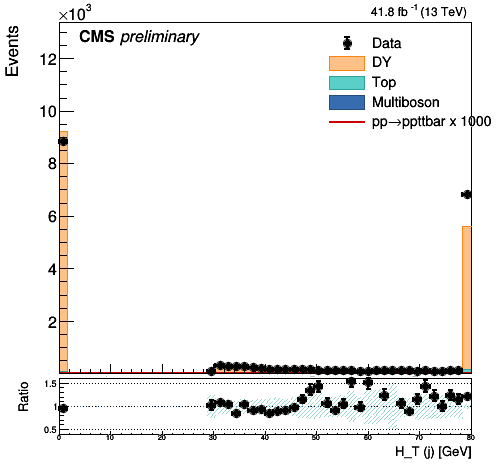 ×10³
41.8 fb⁻¹ (13 TeV)
CMS preliminary
Events
12
10
8
6
4
2
Data
DY
Top
Multiboson
pp→ppttbar x 1000
Ratio
1.5
1
0.5
0 10 20 30 40 50 60 70 80
H_T (j) [GeV]